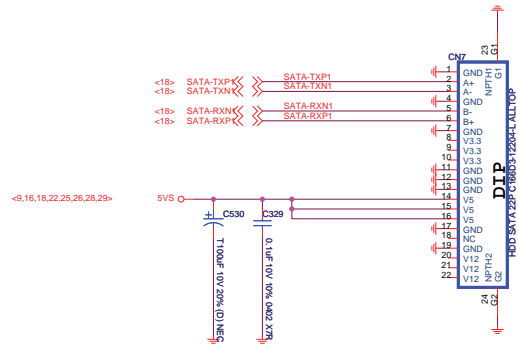 23
G1
CN7
1 GND G1
<18> SATA-TXP1 SATA-TXP1 2 A+ NPTH1
<18> SATA-TXN1 SATA-TXN1 3 A-
4 GND
<18> SATA-RXN1 SATA-RXN1 5 B-
<18> SATA-RXP1 SATA-RXP1 6 B+
7 GND
8 V3.3
9 V3.3
10 V3.3
11 GND
12 GND
13 GND
<9,16,18,22,25,26,28,29> 5VS 14 V5
15 V5
16 V5
17 GND
18 NC
19 GND
20 V12
21 V12
22 V12
NPTH2
G2
DIP
HDD SATA 22P C166D3-12204-L ALLTOP
+ C530
T100uF 10V 20% (D) NEC
C329
0.1uF 10V 10% 0402 X7R
24
G2